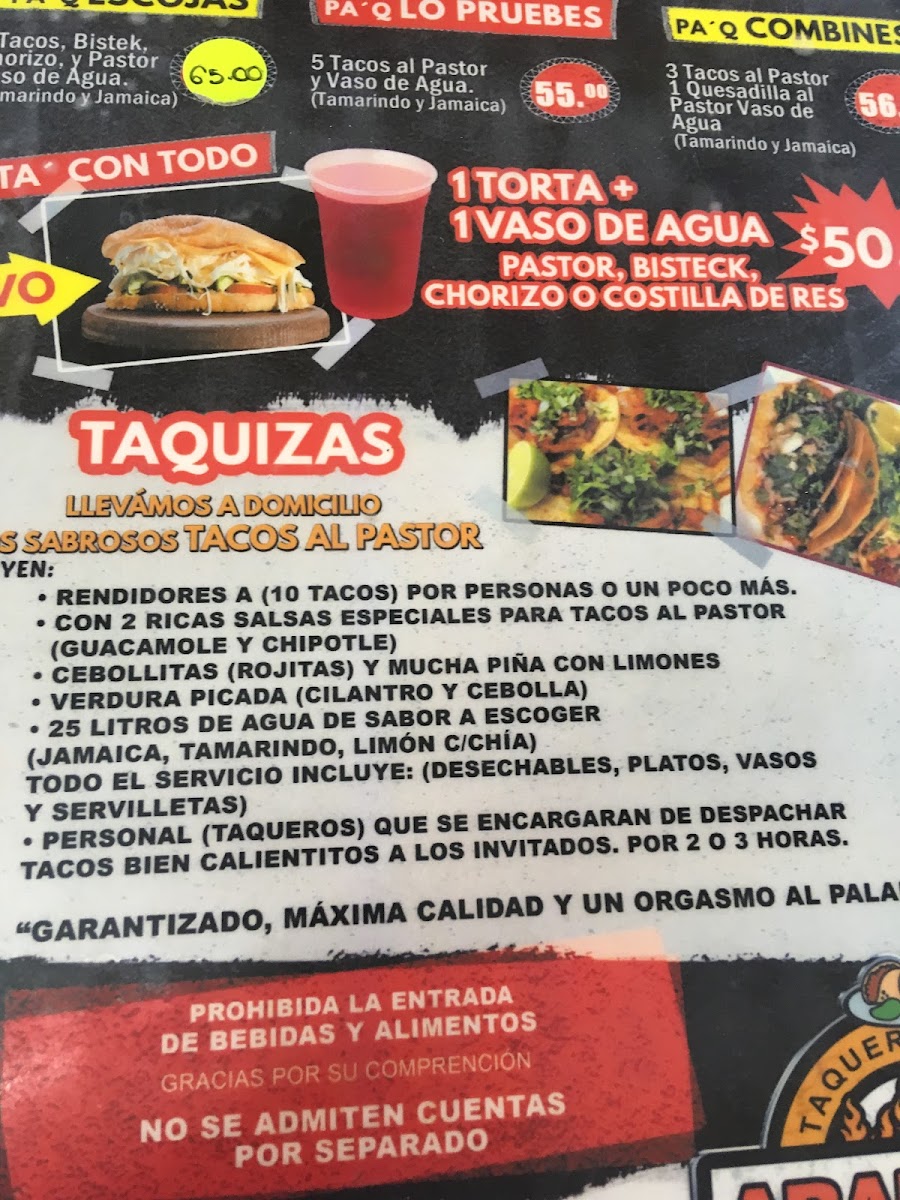 PA´Q ESCOJAS
Tacos, Bistek,
horizo, y Pastor
so de Agua.
marindo y Jamaica)
65.00
PA´Q LO PRUEBES
5 Tacos al Pastor
y Vaso de Agua.
(Tamarindo y Jamaica)
55.00
PA´Q COMBINES
3 Tacos al Pastor
1 Quesadilla al
Pastor Vaso de
Agua
(Tamarindo y Jamaica)
56.
TA CON TODO
VO
1 TORTA +
1 VASO DE AGUA
$50
PASTOR, BISTECK,
CHORIZO O COSTILLA DE RES
TAQUIZAS
LLEVÁMOS A DOMICILIO
S SABROSOS TACOS AL PASTOR
YEN:
• RENDIDORES A (10 TACOS) POR PERSONAS O UN POCO MÁS.
• CON 2 RICAS SALSAS ESPECIALES PARA TACOS AL PASTOR
(GUACAMOLE Y CHIPOTLE)
• CEBOLLITAS (ROJITAS) Y MUCHA PIÑA CON LIMONES
• VERDURA PICADA (CILANTRO Y CEBOLLA)
• 25 LITROS DE AGUA DE SABOR A ESCOGER
(JAMAICA, TAMARINDO, LIMÓN C/CHÍA)
TODO EL SERVICIO INCLUYE: (DESECHABLES, PLATOS, VASOS
Y SERVILLETAS)
• PERSONAL (TAQUEROS) QUE SE ENCARGARAN DE DESPACHAR
TACOS BIEN CALIENTITOS A LOS INVITADOS. POR 2 O 3 HORAS.
“GARANTIZADO, MÁXIMA CALIDAD Y UN ORGASMO AL PALA
PROHIBIDA LA ENTRADA
DE BEBIDAS Y ALIMENTOS
GRACIAS POR SU COMPRENCIÓN
NO SE ADMITEN CUENTAS
POR SEPARADO
TAQUER